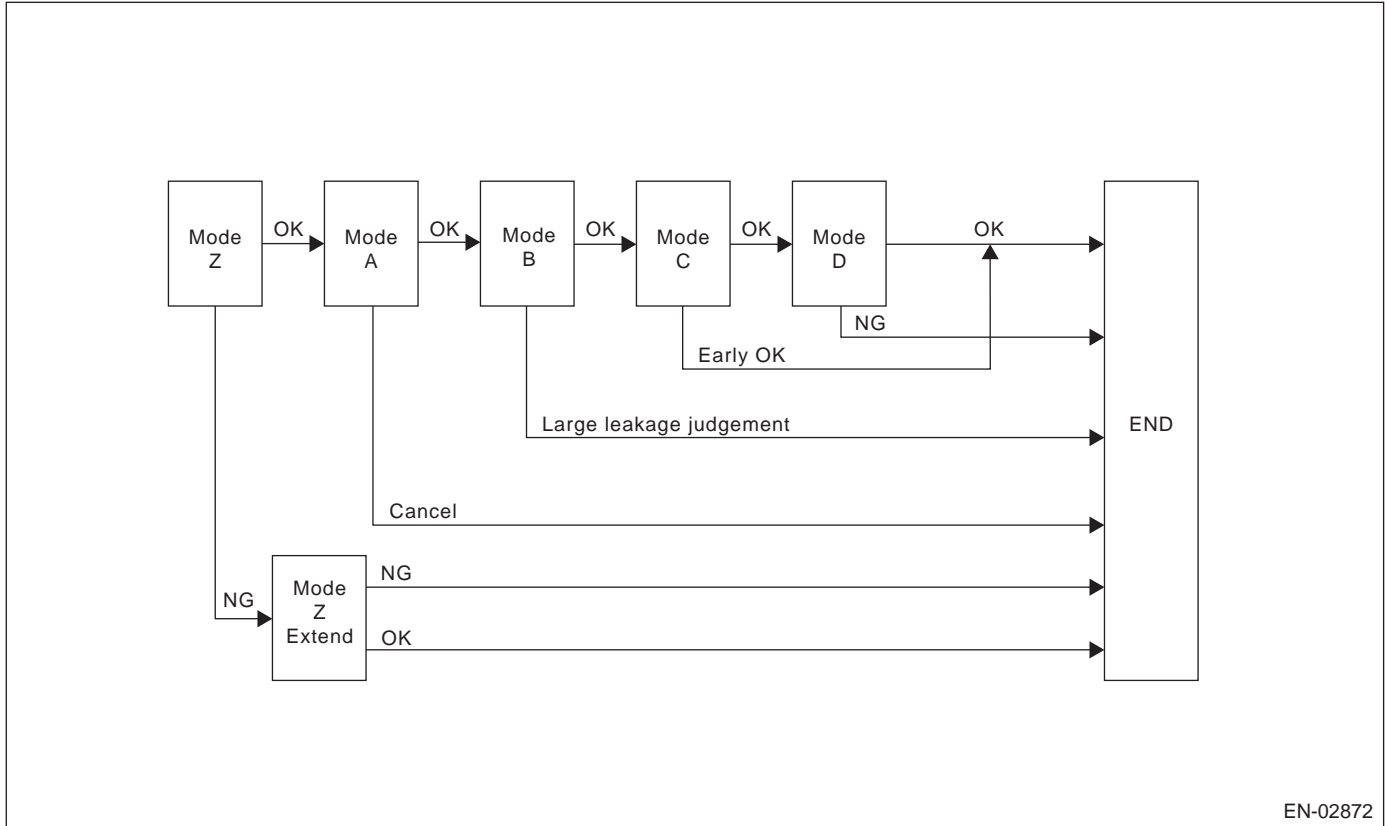 Mode
Z
OK
Mode
A
OK
Mode
B
OK
Mode
C
OK
Mode
D
OK
NG
Early OK
Large leakage judgement
END
Cancel
NG
Mode
Z
Extend
NG
OK
EN-02872